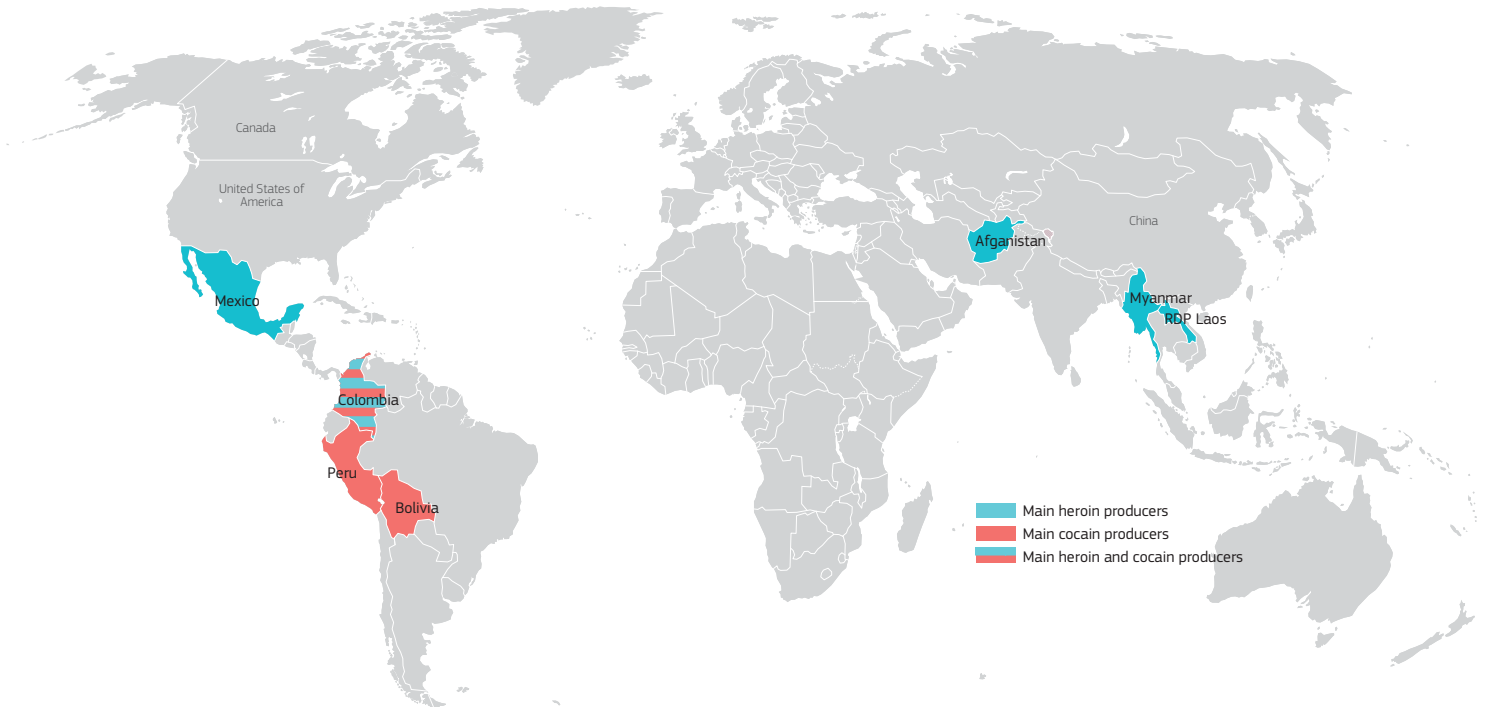 Canada
United States of
America
China
Afganistan
Mexico
Myanmar
RDP Laos
Colombia
Peru
Bolivia
Main heroin producers
Main cocain producers
Main heroin and cocain producers